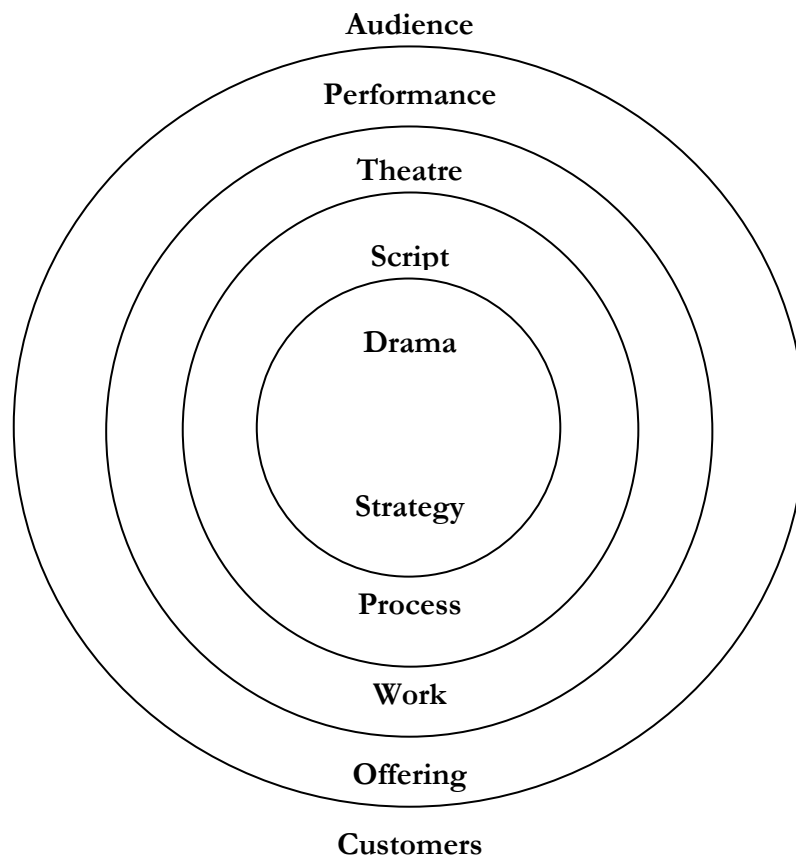 Audience
Performance
Theatre
Script
Drama
Strategy
Process
Work
Offering
Customers